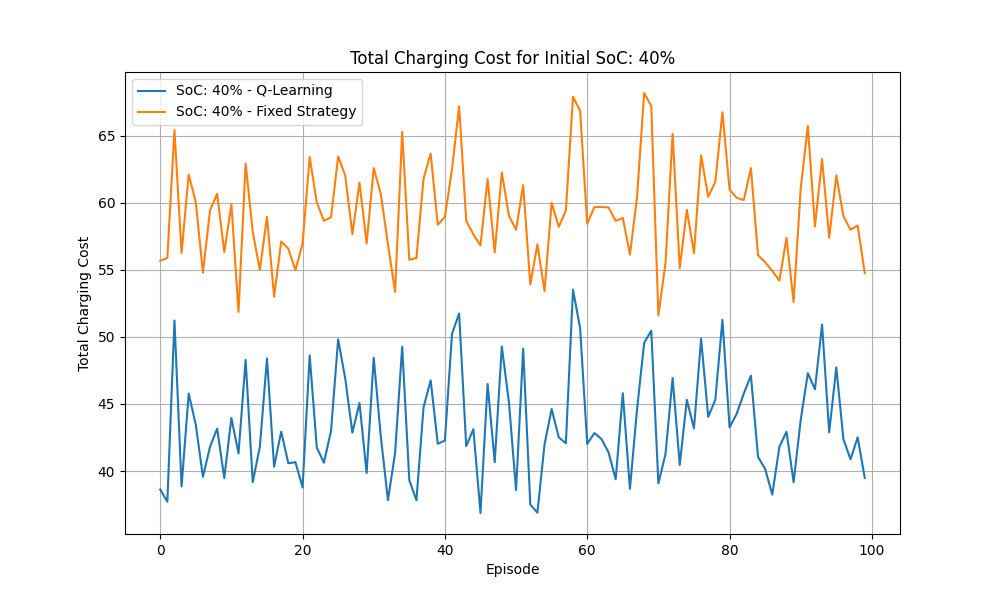 Total Charging Cost for Initial SoC: 40%
SoC: 40% - Q-Learning
SoC: 40% - Fixed Strategy
65
60
55
50
45
40
Total Charging Cost
0 20 40 60 80 100
Episode